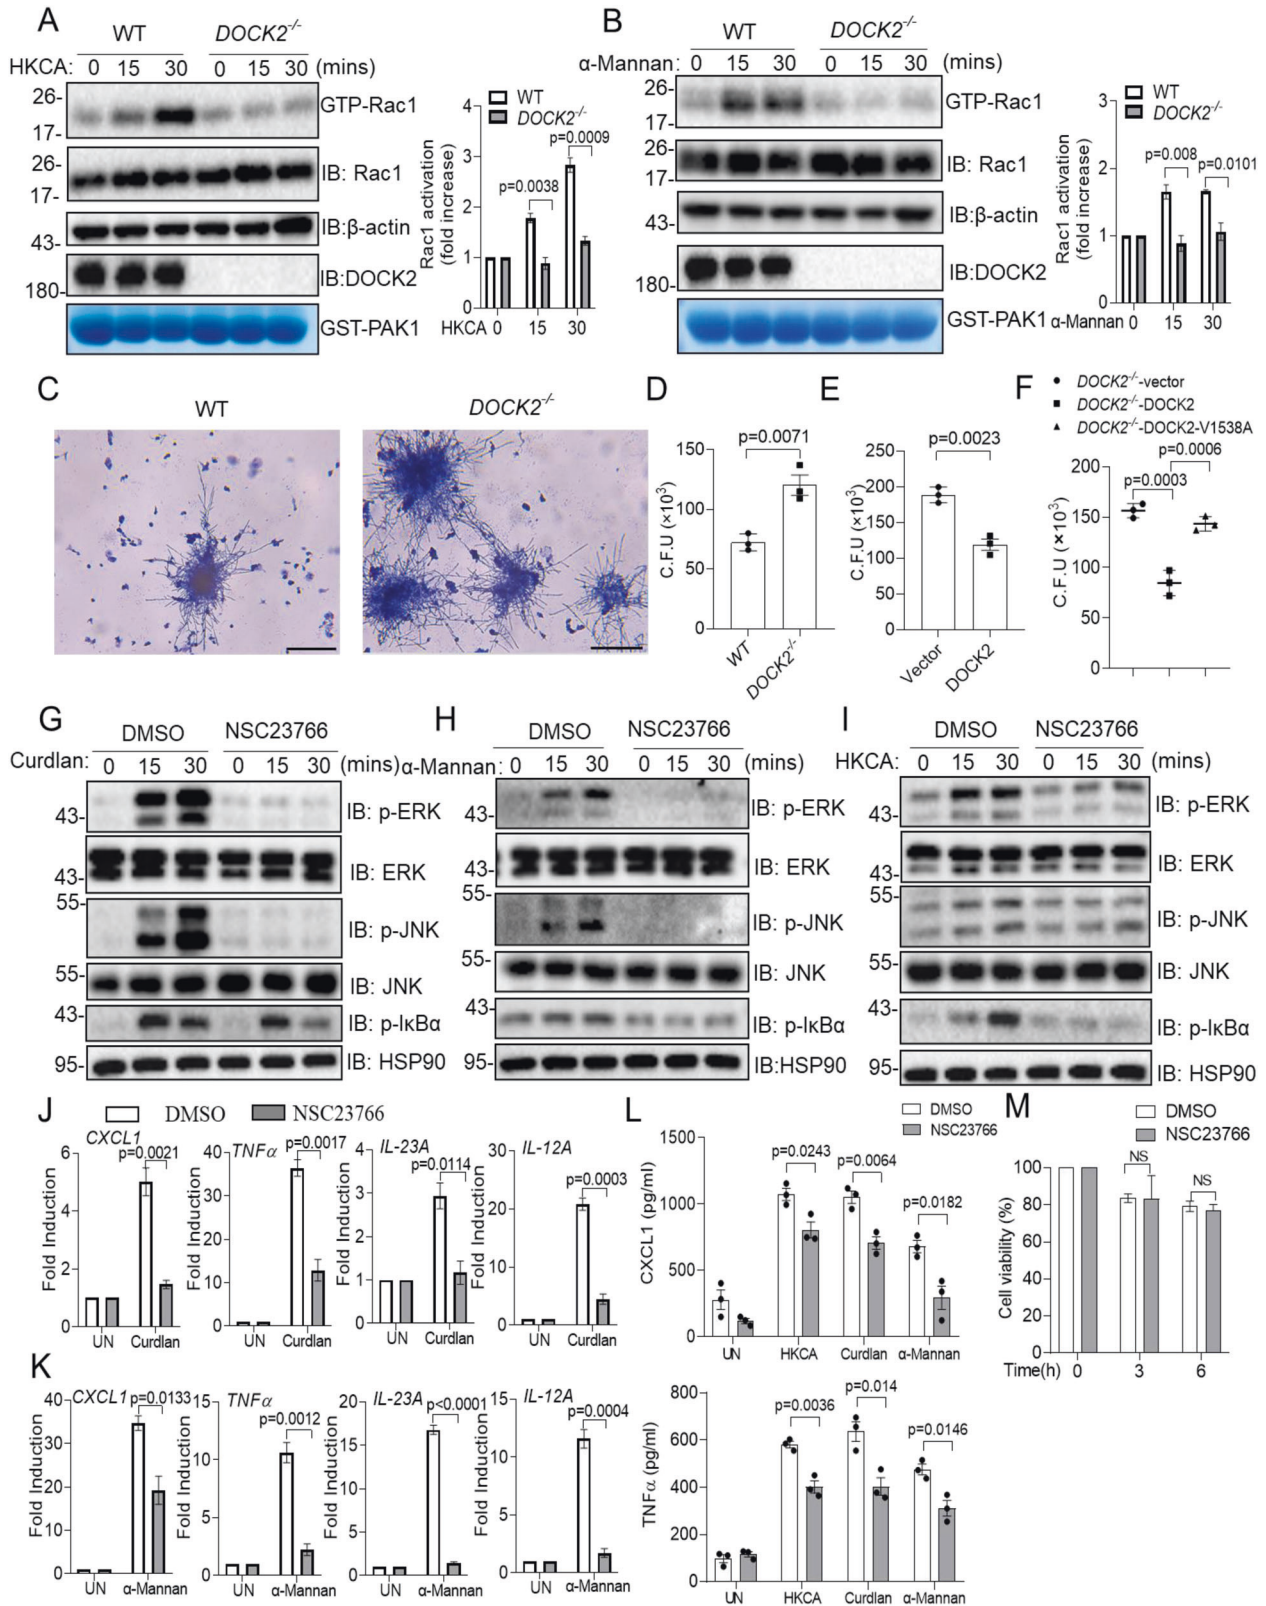 A
WT DOCK2-/-
HKCA: 0 15 30 0 15 30 (mins)
26-
17-
GTP-Rac1
26-
17-
IB: Rac1
43-
IB:β-actin
180-
IB:DOCK2
GST-PAK1
WT
DOCK2-/-
Rac1 activation
(fold increase)
4
3
2
1
0
p=0.0038
p=0.0009
HKCA 0 15 30
B
WT DOCK2-/-
α-Mannan: 0 15 30 0 15 30 (mins)
26-
17-
GTP-Rac1
26-
17-
IB: Rac1
43-
IB:β-actin
180-
IB:DOCK2
GST-PAK1
WT
DOCK2-/-
Rac1 activation
(fold increase)
3
2
1
0
p=0.008
p=0.0101
α-Mannan 0 15 30
C
WT
DOCK2-/-
D
p=0.0071
C.F.U (×10³)
150
100
50
0
WT
DOCK2-/-
E
p=0.0023
C.F.U (×10³)
250
200
150
100
50
0
Vector
DOCK2
F
DOCK2-/--vector
DOCK2-/--DOCK2
DOCK2-/--DOCK2-V1538A
p=0.0006
p=0.0003
C.F.U (×10³)
200
150
100
50
0
G
DMSO NSC23766
Curdlan: 0 15 30 0 15 30 (mins)
43-
IB: p-ERK
43-
IB: ERK
55-
IB: p-JNK
55-
IB: JNK
43-
IB: p-IκBα
95-
IB: HSP90
H
DMSO NSC23766
α-Mannan: 0 15 30 0 15 30 (mins)
43-
IB: p-ERK
43-
IB: ERK
55-
IB: p-JNK
55-
IB: JNK
43-
IB: p-IκBα
95-
IB:HSP90
I
DMSO NSC23766
HKCA: 0 15 30 0 15 30 (mins)
43-
IB: p-ERK
43-
IB: ERK
55-
IB: p-JNK
55-
IB: JNK
43-
IB: p-IκBα
95-
IB: HSP90
J
DMSO NSC23766
CXCL1
p=0.0021
Fold Induction
6
4
2
0
UN Curdlan
TNFα
p=0.0017
Fold Induction
40
30
20
10
0
UN Curdlan
IL-23A
p=0.0114
Fold Induction
4
3
2
1
0
UN Curdlan
IL-12A
p=0.0003
Fold Induction
30
20
10
0
UN Curdlan
K
CXCL1
p=0.0133
Fold Induction
40
30
20
10
0
UN α-Mannan
TNFα
p=0.0012
Fold Induction
15
10
5
0
UN α-Mannan
IL-23A
p<0.0001
Fold Induction
20
15
10
5
0
UN α-Mannan
IL-12A
p=0.0004
Fold Induction
15
10
5
0
UN α-Mannan
L
DMSO
NSC23766
CXCL1 (pg/ml)
1500
1000
500
0
p=0.0243
p=0.0064
p=0.0182
UN HKCA Curdlan α-Mannan
TNFα (pg/ml)
800
600
400
200
0
p=0.0036
p=0.014
p=0.0146
UN HKCA Curdlan α-Mannan
M
DMSO
NSC23766
Cell viability (%)
100
80
60
40
20
0
NS
NS
Time(h) 0 3 6